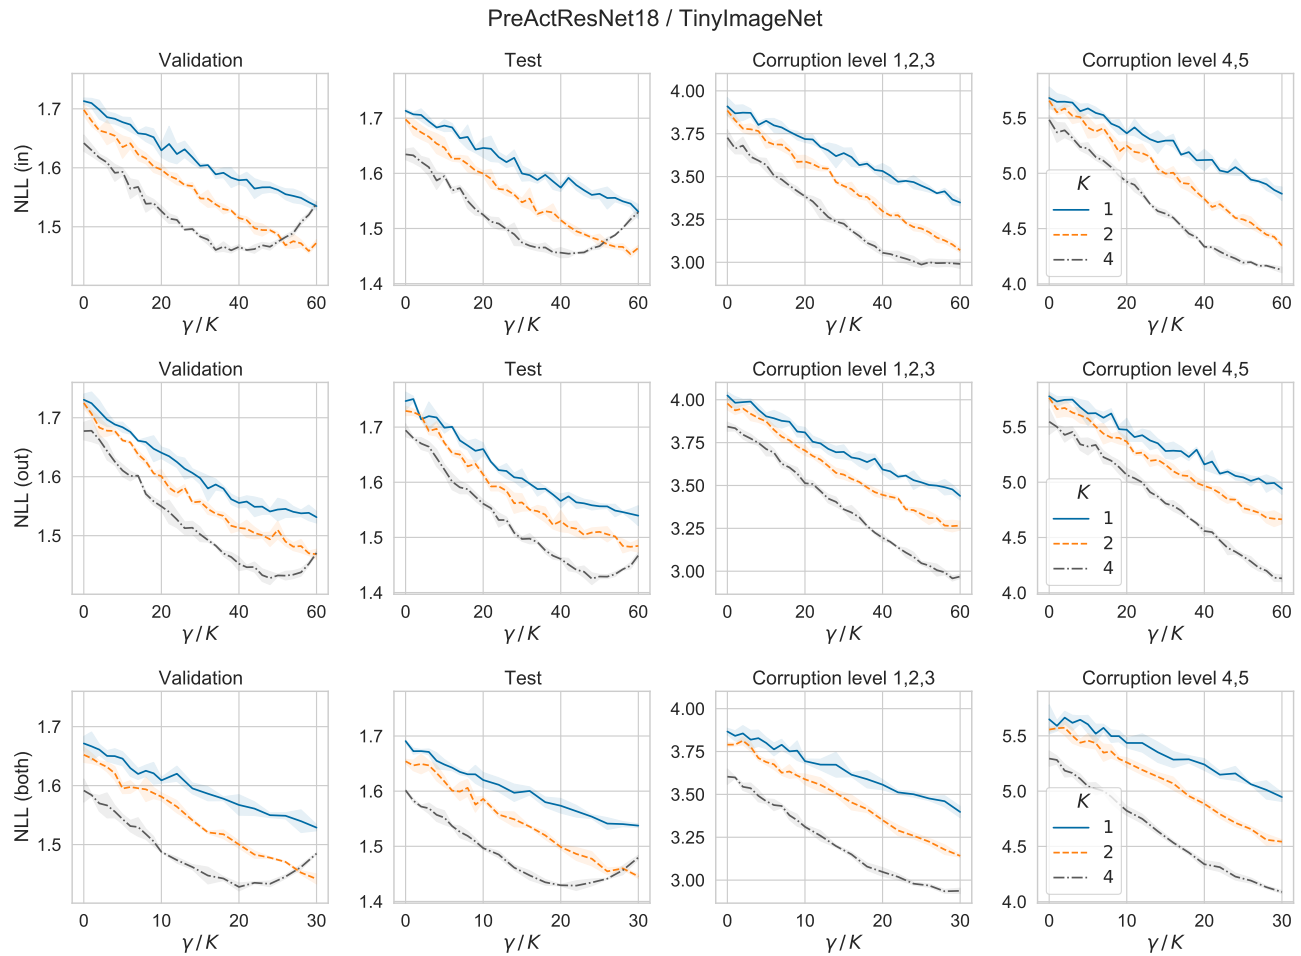 PreActResNet18 / TinyImageNet
Validation
Test
Corruption level 1,2,3
Corruption level 4,5
NLL (in)
1.7
1.6
1.5
0 20 40 60
γ / K
1.7
1.6
1.5
1.4
0 20 40 60
γ / K
4.00
3.75
3.50
3.25
3.00
0 20 40 60
γ / K
5.5
5.0
4.5
4.0
K
1
2
4
0 20 40 60
γ / K
Validation
Test
Corruption level 1,2,3
Corruption level 4,5
NLL (out)
1.7
1.6
1.5
0 20 40 60
γ / K
1.7
1.6
1.5
1.4
0 20 40 60
γ / K
4.00
3.75
3.50
3.25
3.00
0 20 40 60
γ / K
5.5
5.0
4.5
4.0
K
1
2
4
0 20 40 60
γ / K
Validation
Test
Corruption level 1,2,3
Corruption level 4,5
NLL (both)
1.7
1.6
1.5
0 10 20 30
γ / K
1.7
1.6
1.5
1.4
0 10 20 30
γ / K
4.00
3.75
3.50
3.25
3.00
0 10 20 30
γ / K
5.5
5.0
4.5
4.0
K
1
2
4
0 10 20 30
γ / K